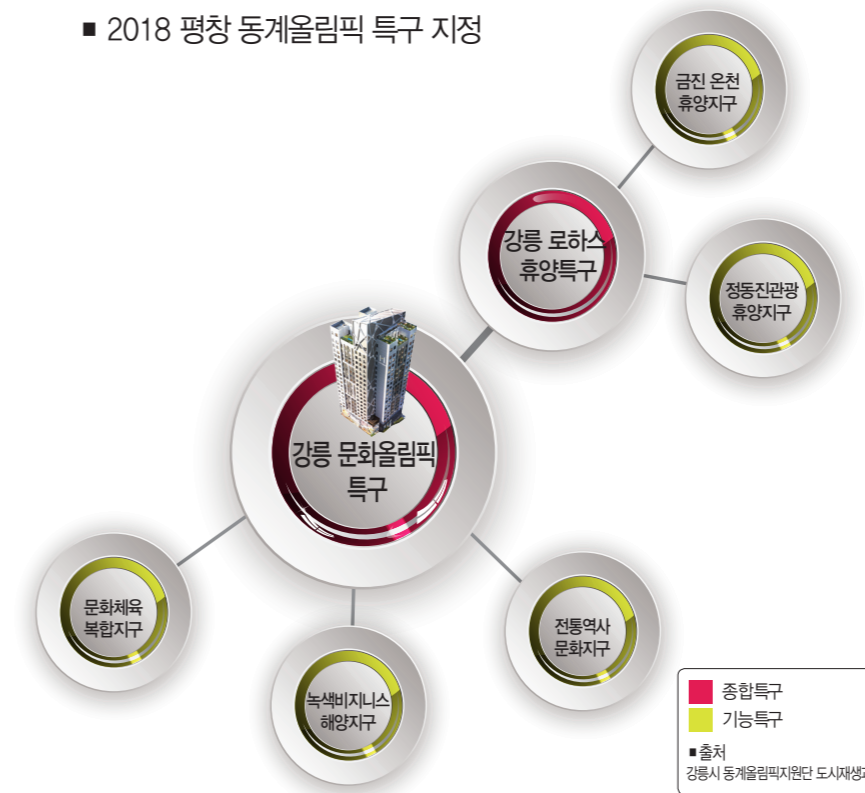 ■ 2018 평창 동계올림픽 특구 지정
금진 온천
휴양지구
강릉 로하스
휴양특구
정동진관광
휴양지구
강릉 문화올림픽
특구
문화체육
복합지구
녹색비지니스
해양지구
전통역사
문화지구
종합특구
기능특구
■출처
강릉시 동계올림픽지원단 도시재생과